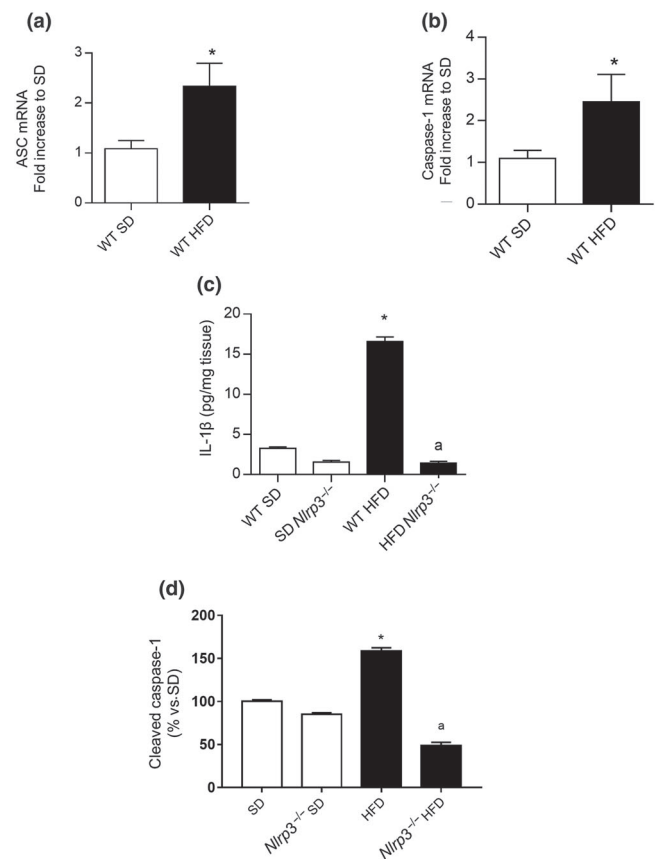 (a)
ASC mRNA
Fold increase to SD
3
2
1
0
*
WT SD
WT HFD
(b)
Caspase-1 mRNA
Fold increase to SD
4
3
2
1
0
*
WT SD
WT HFD
(c)
IL-1β (pg/mg tissue)
20
15
10
5
0
*
a
WT SD
SD Nlrp3−/−
WT HFD
HFD Nlrp3−/−
(d)
Cleaved caspase-1
(% vs·SD)
200
150
100
50
0
*
a
SD
Nlrp3−/− SD
HFD
Nlrp3−/− HFD